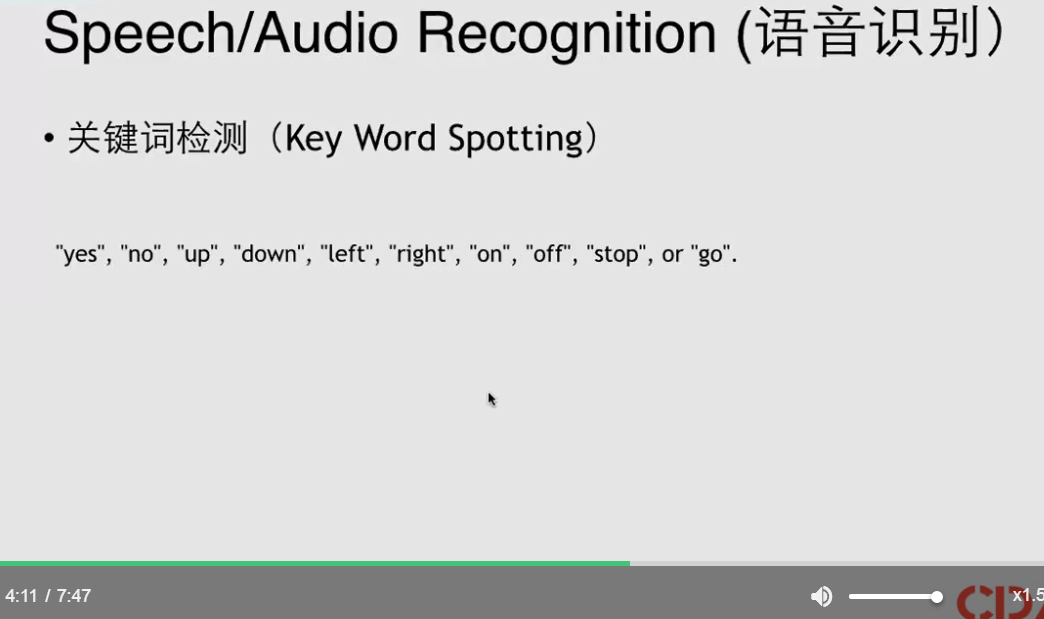 Speech/Audio Recognition (语音识别）
• 关键词检测（Key Word Spotting）
"yes", "no", "up", "down", "left", "right", "on", "off", "stop", or "go".
4:11 / 7:47
x1.5